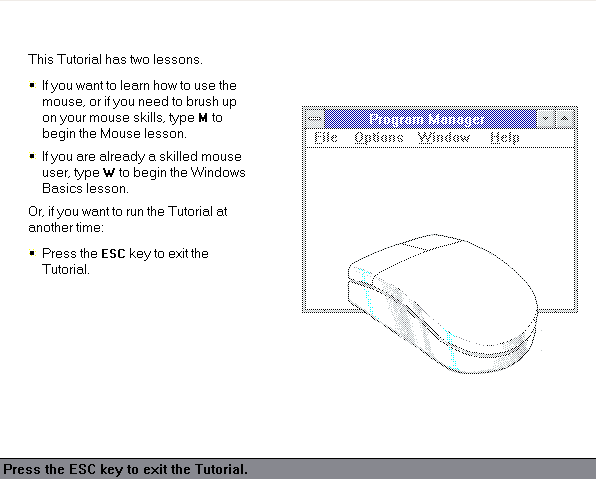 This Tutorial has two lessons.
▪ If you want to learn how to use the
mouse, or if you need to brush up
on your mouse skills, type M to
begin the Mouse lesson.
▪ If you are already a skilled mouse
user, type W to begin the Windows
Basics lesson.
Or, if you want to run the Tutorial at
another time:
▪ Press the ESC key to exit the
Tutorial.
Program Manager
File Options Window Help
Press the ESC key to exit the Tutorial.